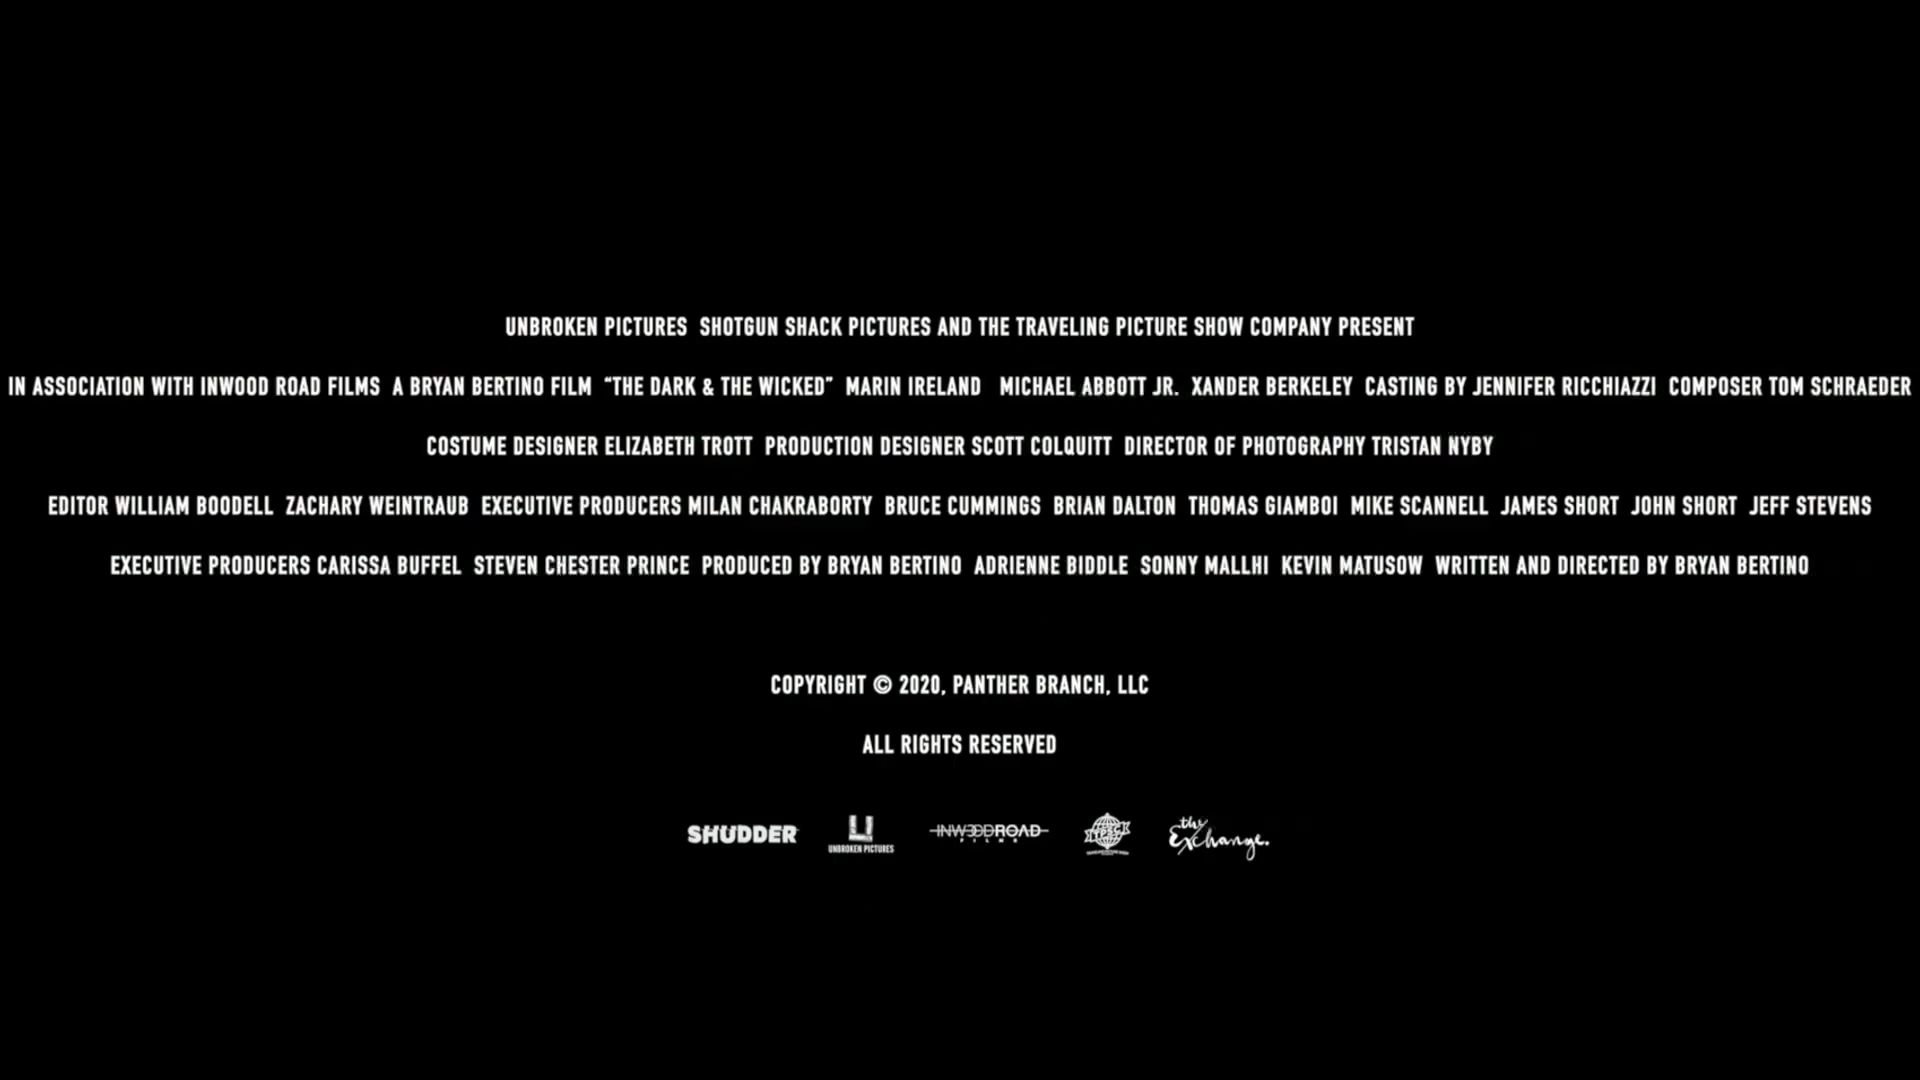 UNBROKEN PICTURES  SHOTGUN SHACK PICTURES AND THE TRAVELING PICTURE SHOW COMPANY PRESENT
IN ASSOCIATION WITH INWOOD ROAD FILMS  A BRYAN BERTINO FILM  “THE DARK & THE WICKED”  MARIN IRELAND  MICHAEL ABBOTT JR.  XANDER BERKELEY  CASTING BY JENNIFER RICCHIAZZI  COMPOSER TOM SCHRAEDER
COSTUME DESIGNER ELIZABETH TROTT  PRODUCTION DESIGNER SCOTT COLQUITT  DIRECTOR OF PHOTOGRAPHY TRISTAN NYBY
EDITOR WILLIAM BOODELL  ZACHARY WEINTRAUB  EXECUTIVE PRODUCERS MILAN CHAKRABORTY  BRUCE CUMMINGS  BRIAN DALTON  THOMAS GIAMBOI  MIKE SCANNELL  JAMES SHORT  JOHN SHORT  JEFF STEVENS
EXECUTIVE PRODUCERS CARISSA BUFFEL  STEVEN CHESTER PRINCE  PRODUCED BY BRYAN BERTINO  ADRIENNE BIDDLE  SONNY MALLHI  KEVIN MATUSOW  WRITTEN AND DIRECTED BY BRYAN BERTINO
COPYRIGHT © 2020, PANTHER BRANCH, LLC
ALL RIGHTS RESERVED
SHUDDER
UNBROKEN PICTURES
INWOODROAD
FILMS
TPSC
the
Exchange.